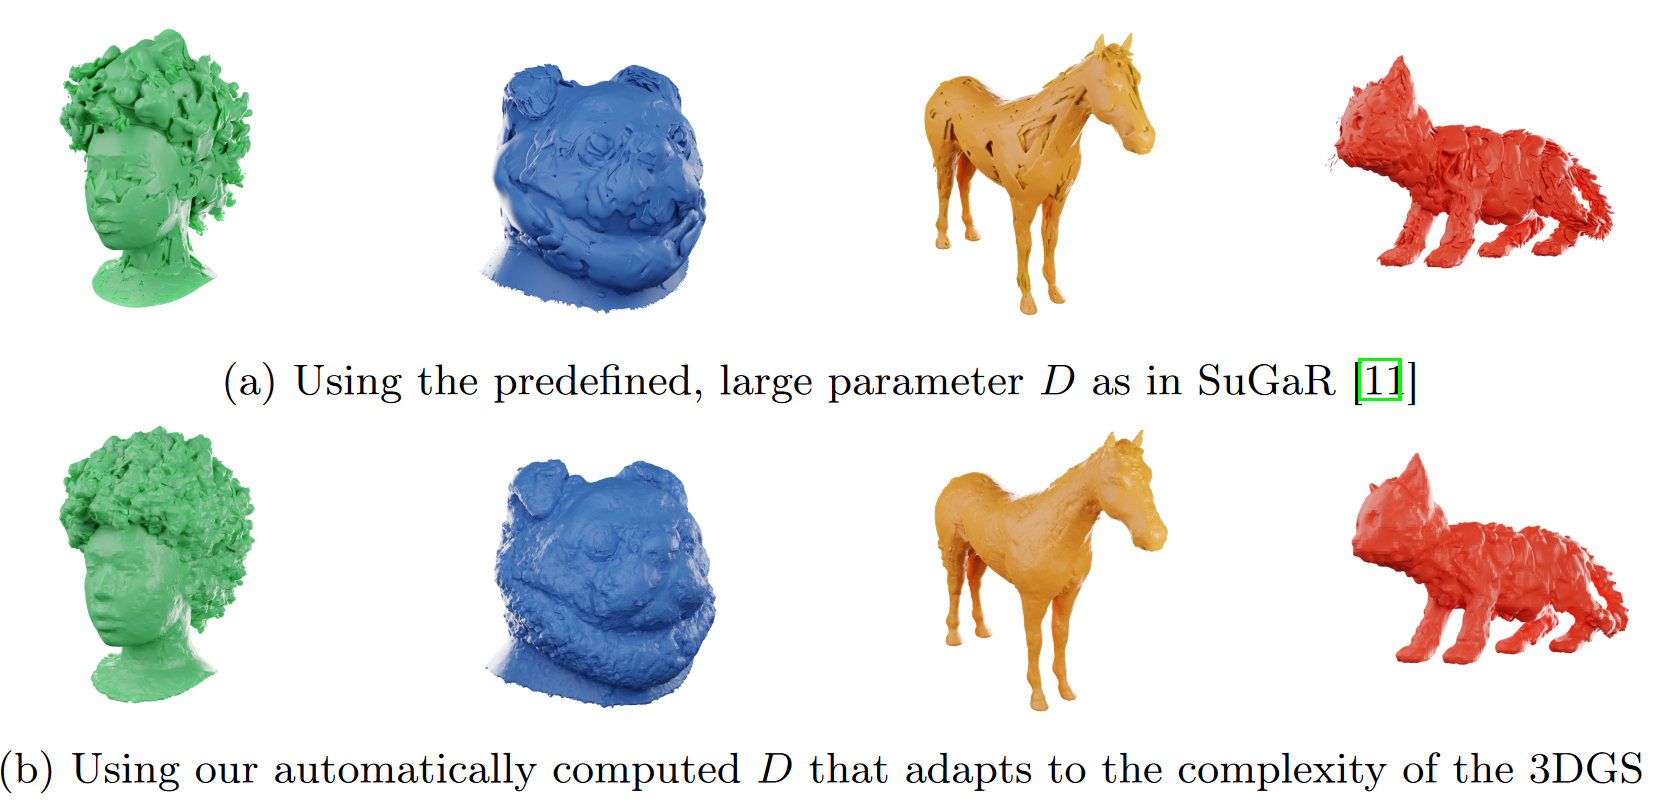 (a) Using the predefined, large parameter D as in SuGaR [11]
(b) Using our automatically computed D that adapts to the complexity of the 3DGS